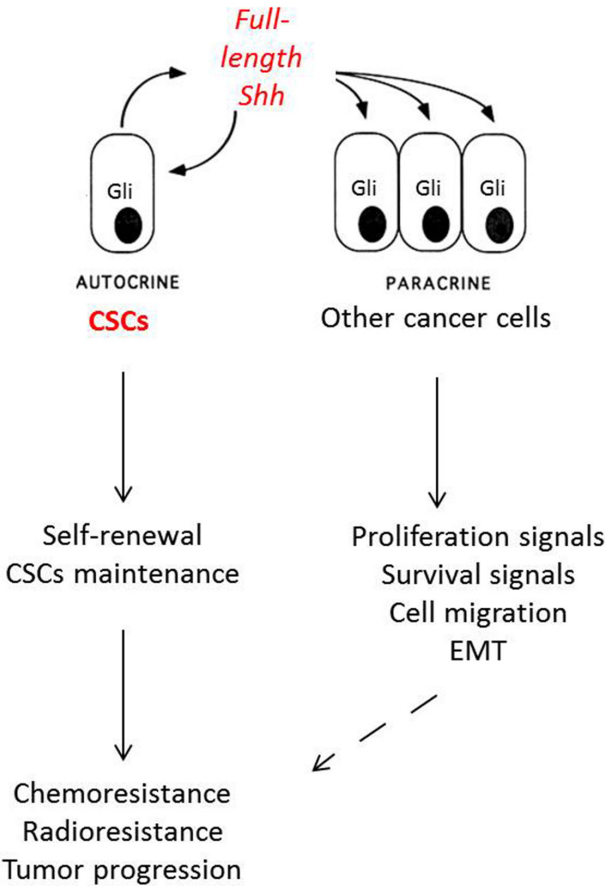 Full-
length
Shh
Gli
Gli Gli Gli
AUTOCRINE
CSCs
PARACRINE
Other cancer cells
Self-renewal
CSCs maintenance
Proliferation signals
Survival signals
Cell migration
EMT
Chemoresistance
Radioresistance
Tumor progression